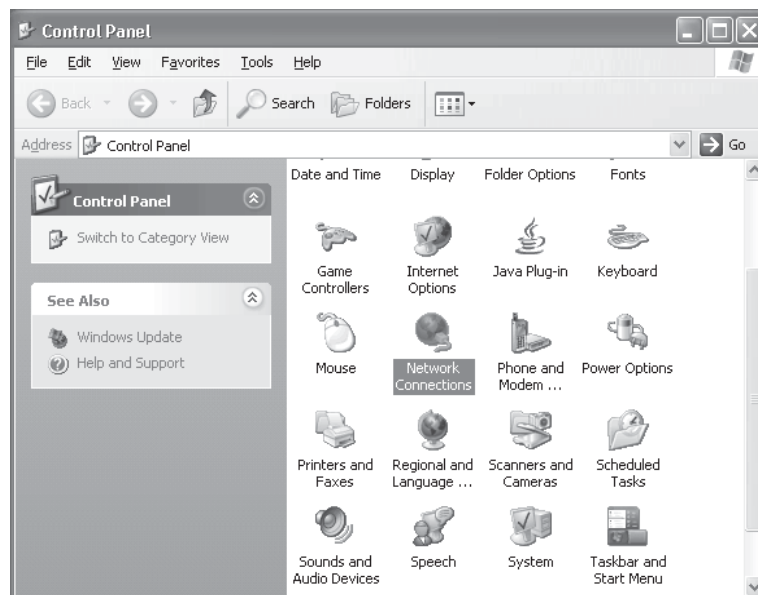 Control Panel
File Edit View Favorites Tools Help
Back Search Folders
Address Control Panel Go
Control Panel
Switch to Category View
See Also
Windows Update
Help and Support
Date and Time Display Folder Options Fonts
Game Controllers Internet Options Java Plug-in Keyboard
Mouse Network Connections Phone and Modem ... Power Options
Printers and Faxes Regional and Language ... Scanners and Cameras Scheduled Tasks
Sounds and Audio Devices Speech System Taskbar and Start Menu